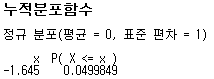 누적분포함수
정규 분포(평균 = 0, 표준 편차 = 1)
x P( X <= x )
-1.645 0.0499849